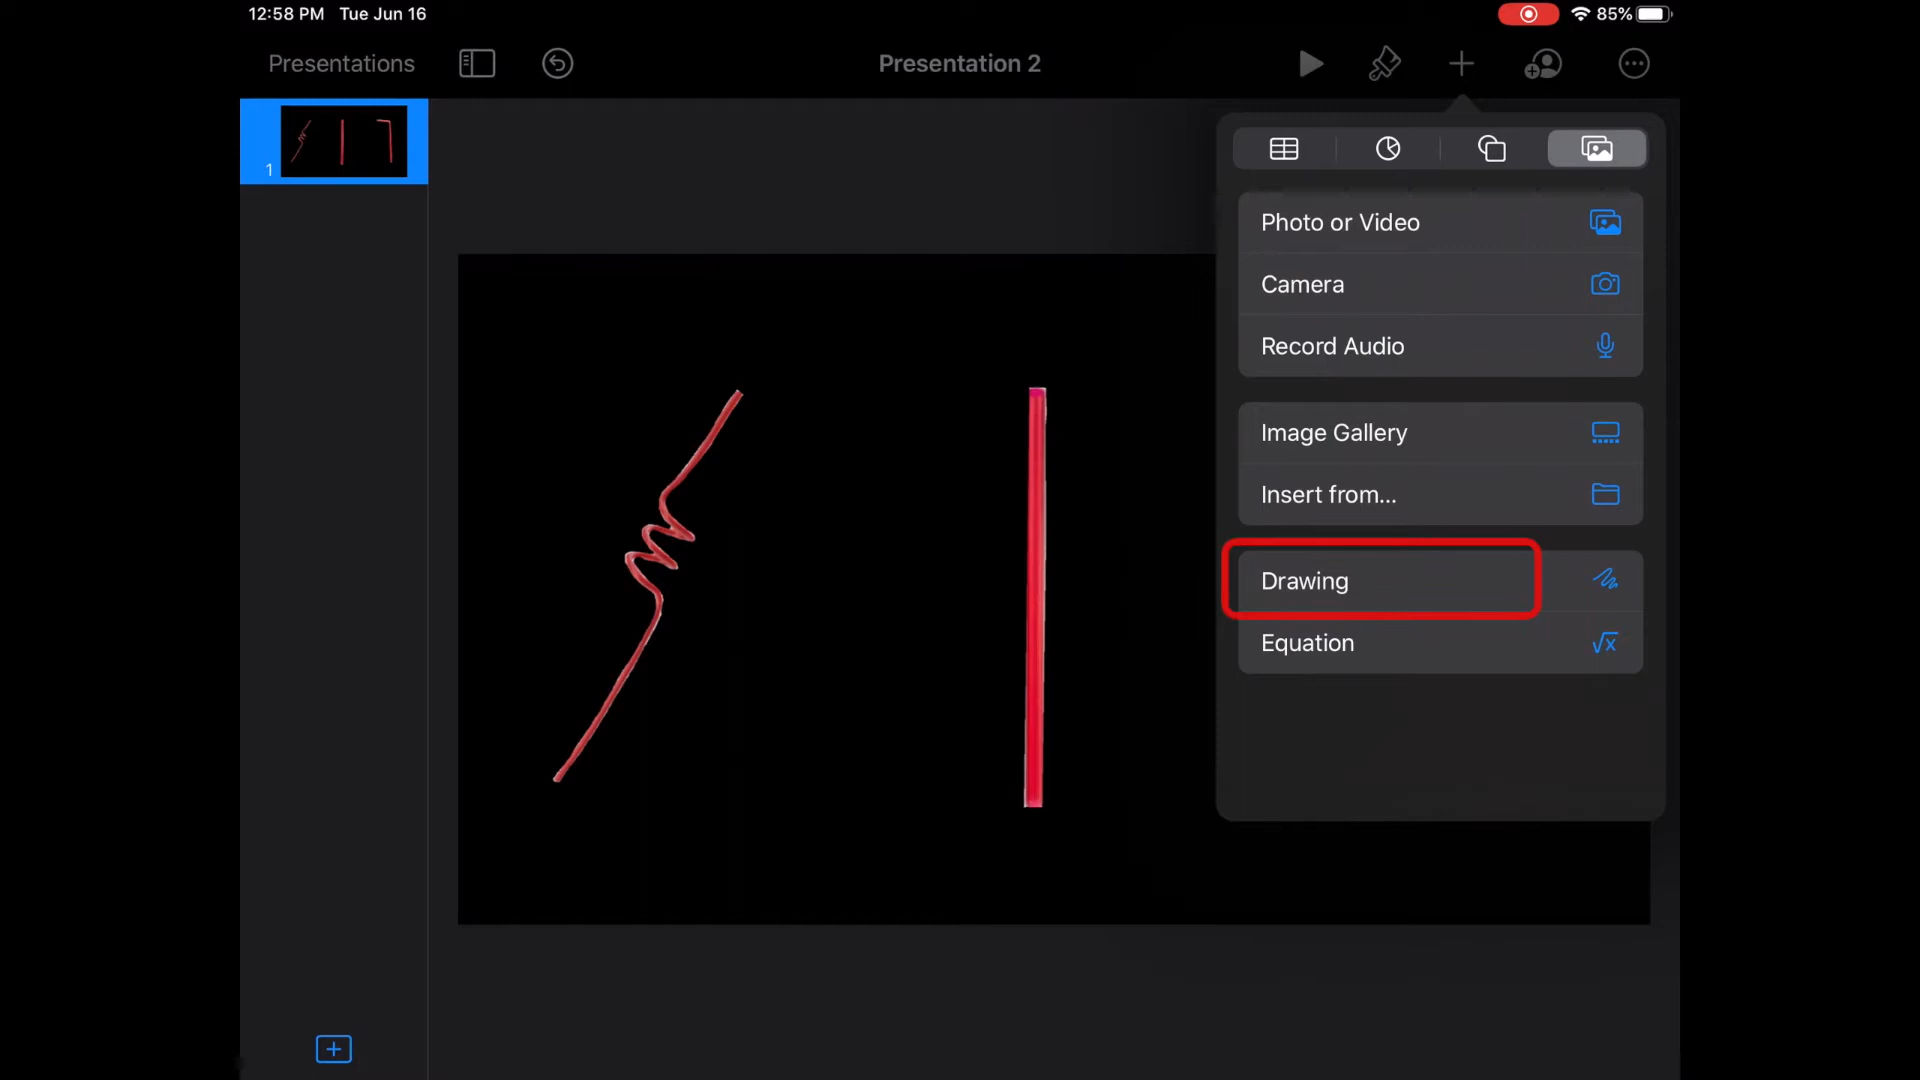 12:58 PM Tue Jun 16
85%
Presentations
Presentation 2
1
Photo or Video
Camera
Record Audio
Image Gallery
Insert from...
Drawing
Equation
√x